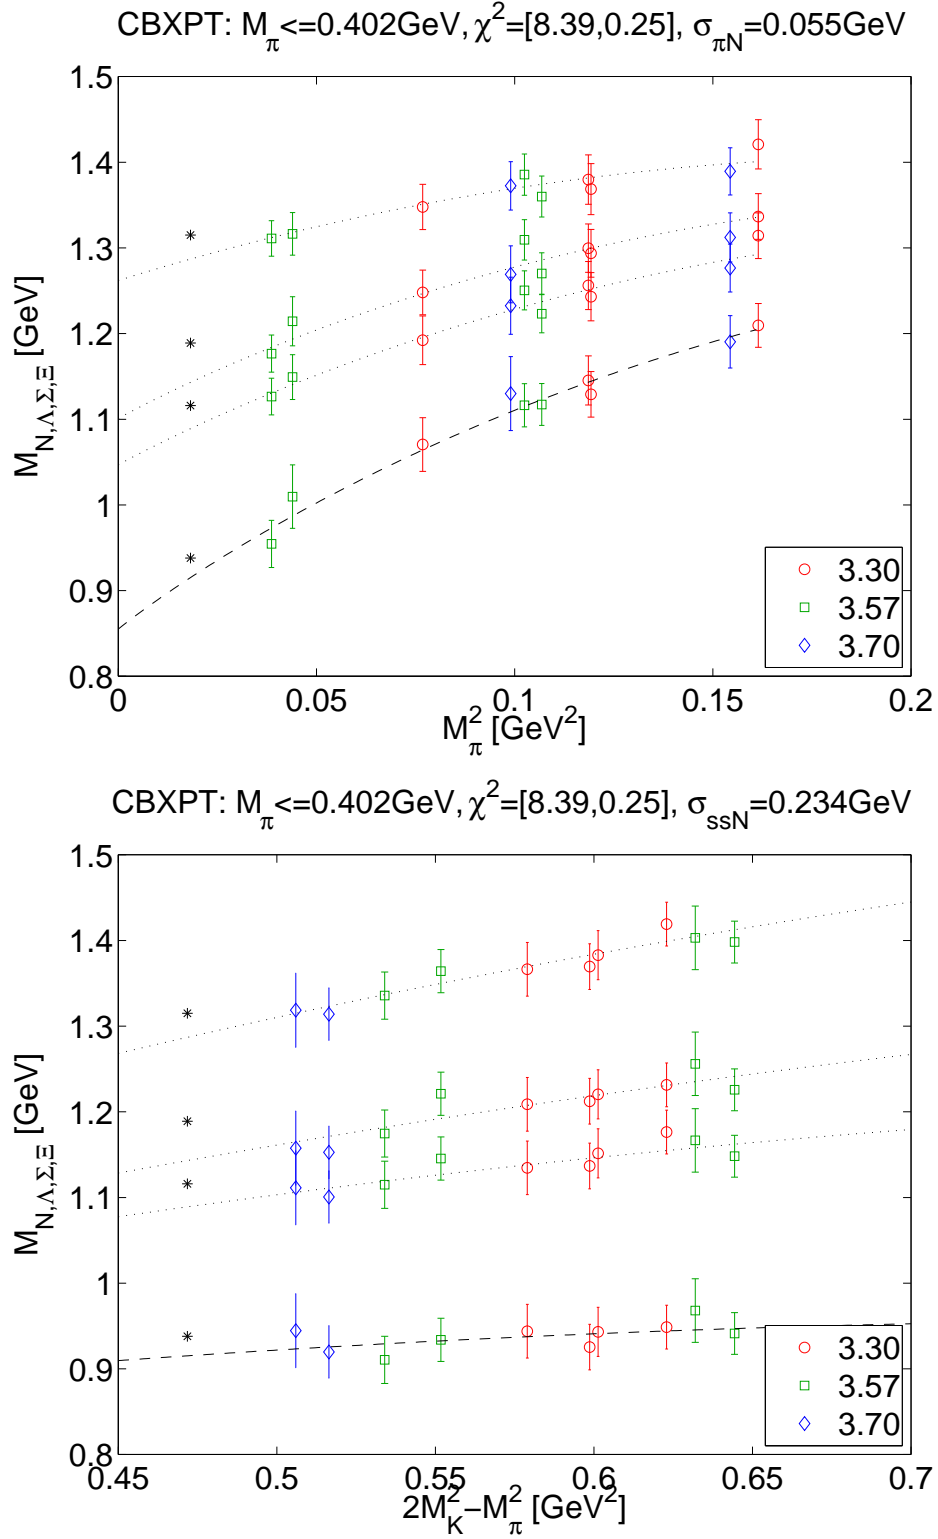 CBXPT: M_π<=0.402GeV, χ²=[8.39,0.25], σ_πN=0.055GeV
1.5
1.4
1.3
1.2
1.1
1
0.9
0.8
M_N,Λ,Σ,Ξ [GeV]
3.30
3.57
3.70
0 0.05 0.1 0.15 0.2
M_π² [GeV²]
CBXPT: M_π<=0.402GeV, χ²=[8.39,0.25], σ_ssN=0.234GeV
1.5
1.4
1.3
1.2
1.1
1
0.9
0.8
M_N,Λ,Σ,Ξ [GeV]
3.30
3.57
3.70
0.45 0.5 0.55 0.6 0.65 0.7
2M_K²−M_π² [GeV²]